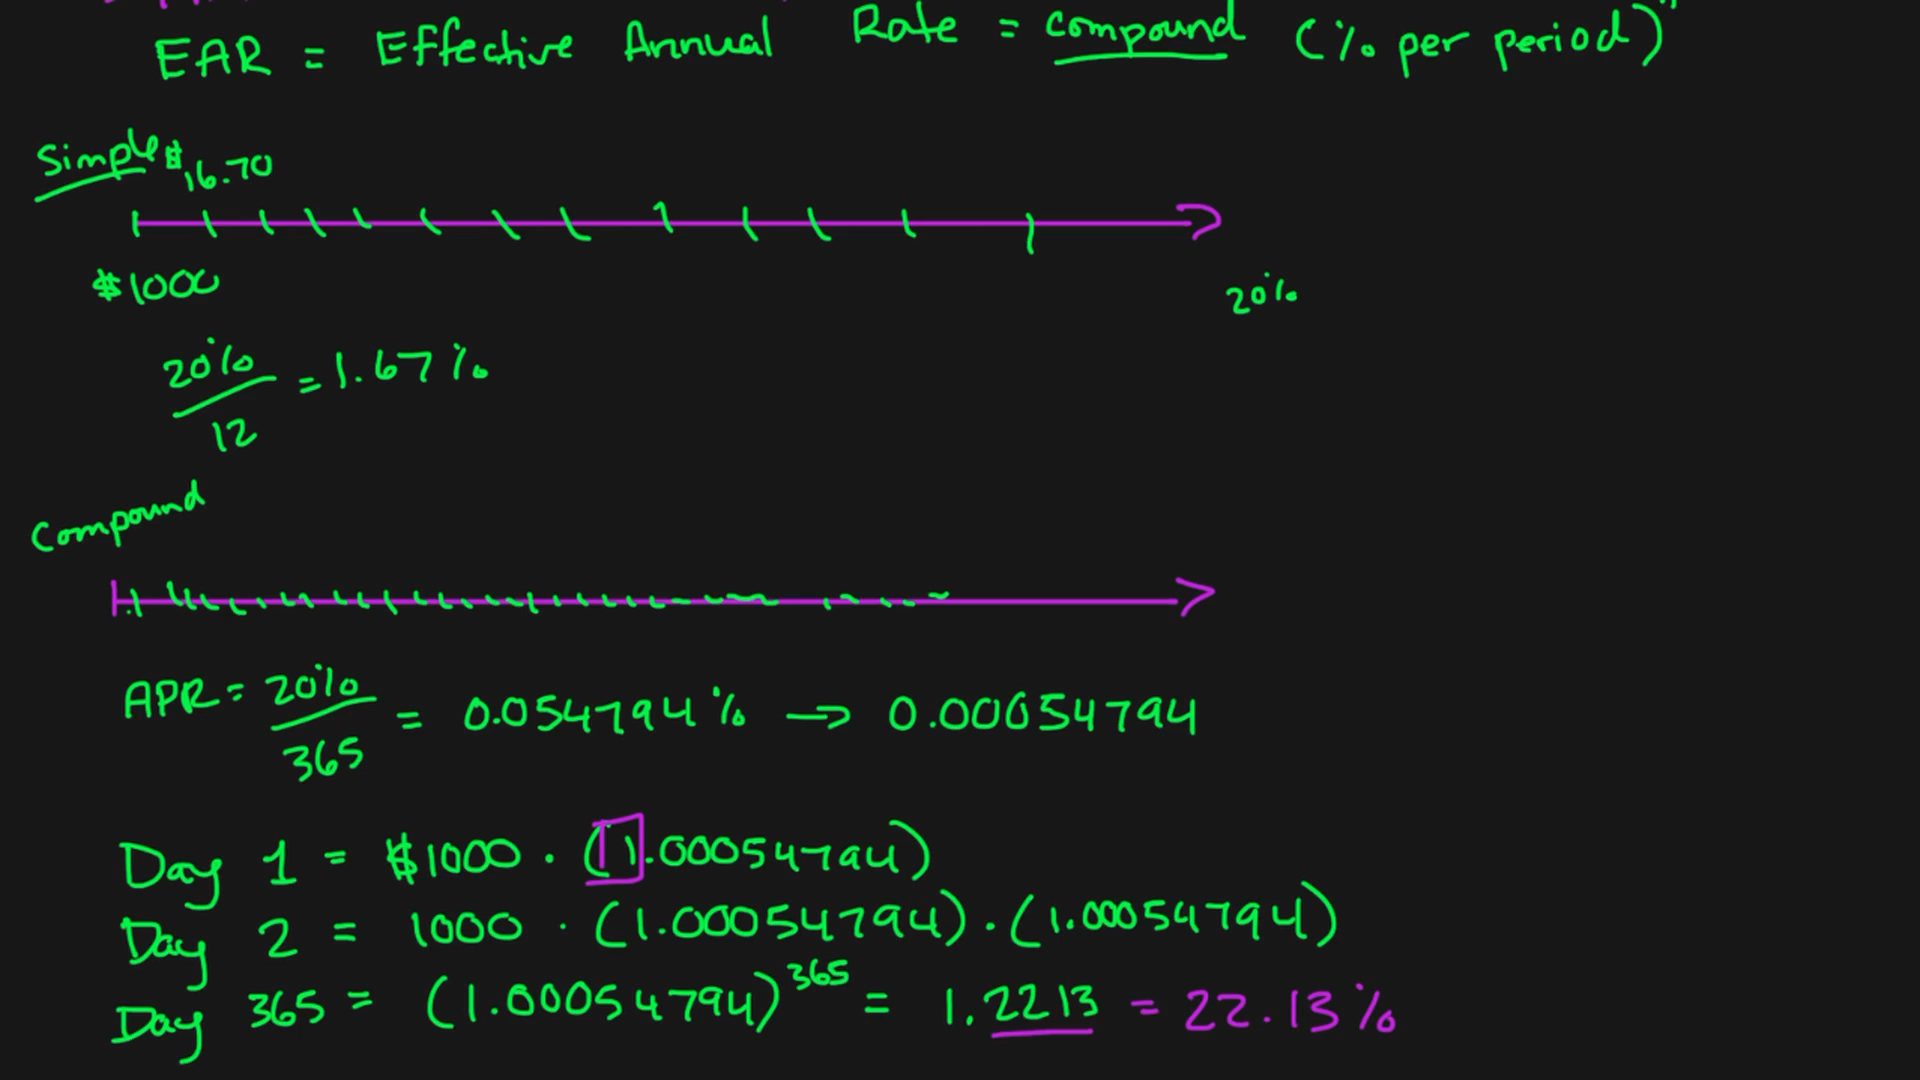 EAR = Effective Annual Rate = compound (% per period)"
Simple $16.70
$1000
20%
20%/12 = 1.67%
Compound
APR = 20%/365 = 0.054794% → 0.00054794
Day 1 = $1000 · (1.00054794)
Day 2 = 1000 · (1.00054794) · (1.00054794)
Day 365 = (1.00054794)^365 = 1.2213 = 22.13%